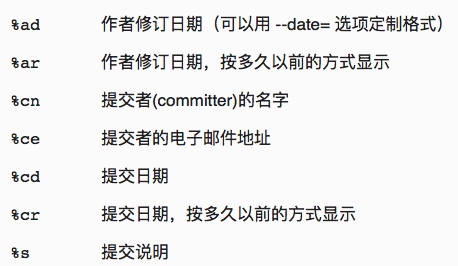 %ad 作者修订日期（可以用 --date= 选项定制格式）
%ar 作者修订日期，按多久以前的方式显示
%cn 提交者(committer)的名字
%ce 提交者的电子邮件地址
%cd 提交日期
%cr 提交日期，按多久以前的方式显示
%s 提交说明